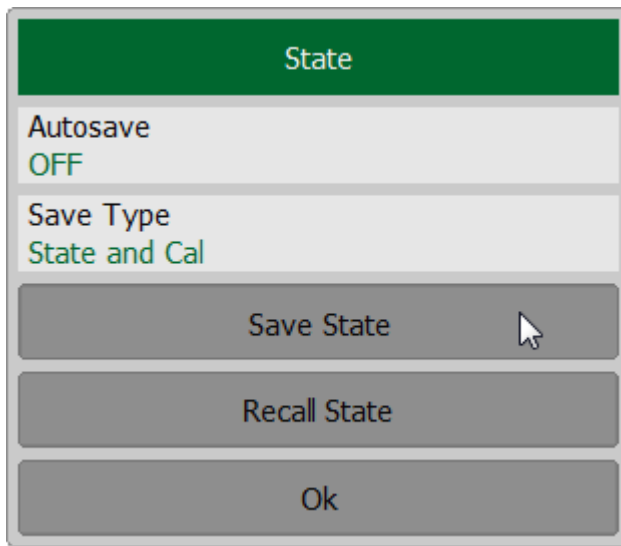 State
Autosave
OFF
Save Type
State and Cal
Save State
Recall State
Ok